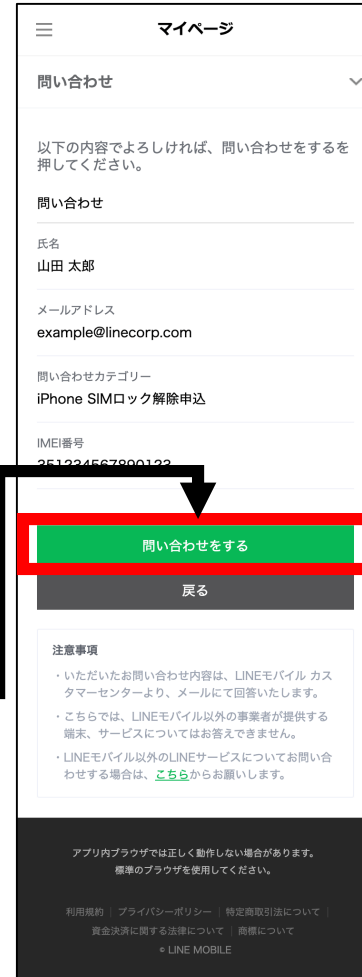 マイページ
問い合わせ
以下の内容でよろしければ、問い合わせをするを
押してください。
問い合わせ
氏名
山田 太郎
メールアドレス
example@linecorp.com
問い合わせカテゴリー
iPhone SIMロック解除申込
IMEI番号
351234567890123
問い合わせをする
戻る
注意事項
・いただいたお問い合わせ内容は、LINEモバイル カス
タマーセンターより、メールにて回答いたします。
・こちらでは、LINEモバイル以外の事業者が提供する
端末、サービスについてはお答えできません。
・LINEモバイル以外のLINEサービスについてお問い合
わせする場合は、こちらからお願いします。
アプリ内ブラウザでは正しく動作しない場合があります。
標準のブラウザを使用してください。
利用規約 | プライバシーポリシー | 特定商取引法について |
資金決済に関する法律について | 商標について
© LINE MOBILE